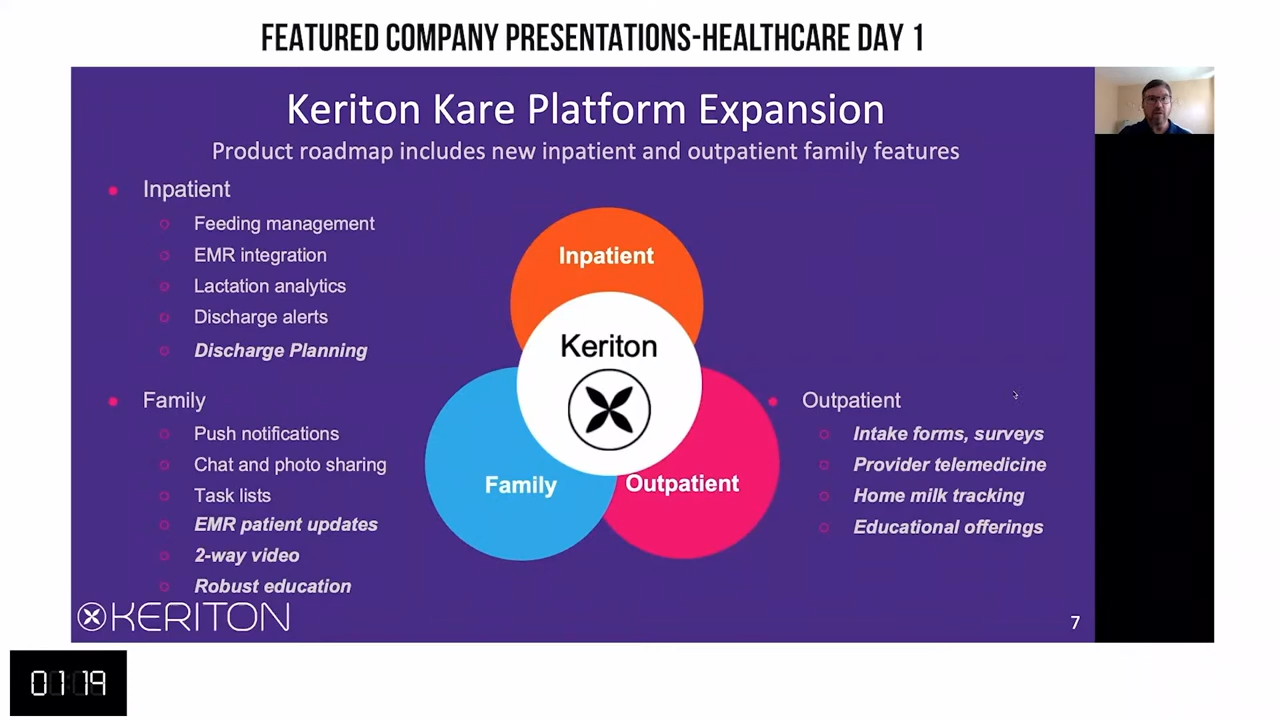 FEATURED COMPANY PRESENTATIONS-HEALTHCARE DAY 1
Keriton Kare Platform Expansion
Product roadmap includes new inpatient and outpatient family features
Inpatient
Feeding management
EMR integration
Lactation analytics
Discharge alerts
Discharge Planning
Family
Push notifications
Chat and photo sharing
Task lists
EMR patient updates
2-way video
Robust education
Inpatient
Keriton
Family
Outpatient
Outpatient
Intake forms, surveys
Provider telemedicine
Home milk tracking
Educational offerings
KERITON
7
01:19